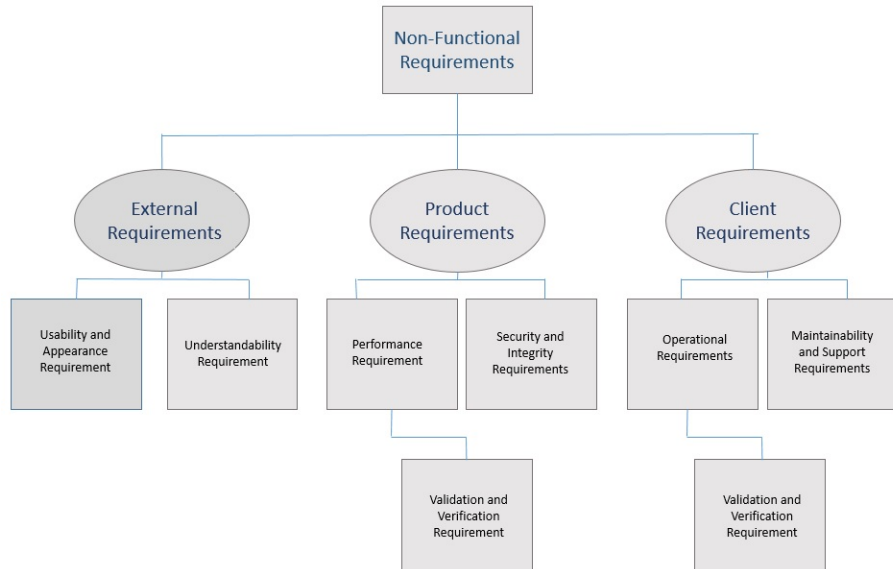 Non-Functional
Requirements
External
Requirements
Product
Requirements
Client
Requirements
Usability and
Appearance
Requirement
Understandability
Requirement
Performance
Requirement
Security and
Integrity
Requirements
Operational
Requirements
Maintainability
and Support
Requirements
Validation and
Verification
Requirement
Validation and
Verification
Requirement